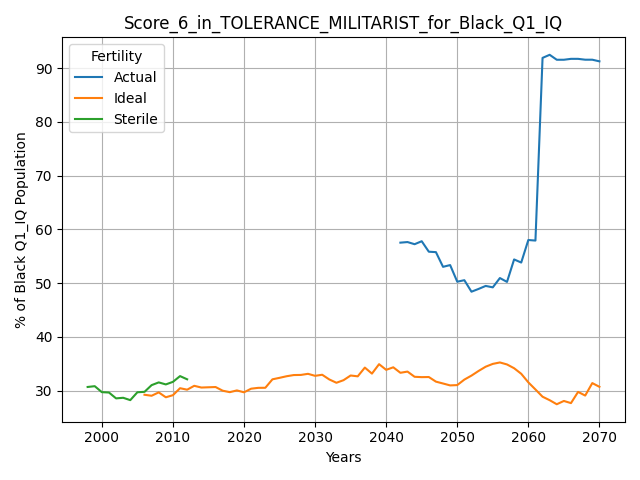 Score_6_in_TOLERANCE_MILITARIST_for_Black_Q1_IQ
Fertility
Actual
Ideal
Sterile
% of Black Q1_IQ Population
90
80
70
60
50
40
30
2000 2010 2020 2030 2040 2050 2060 2070
Years